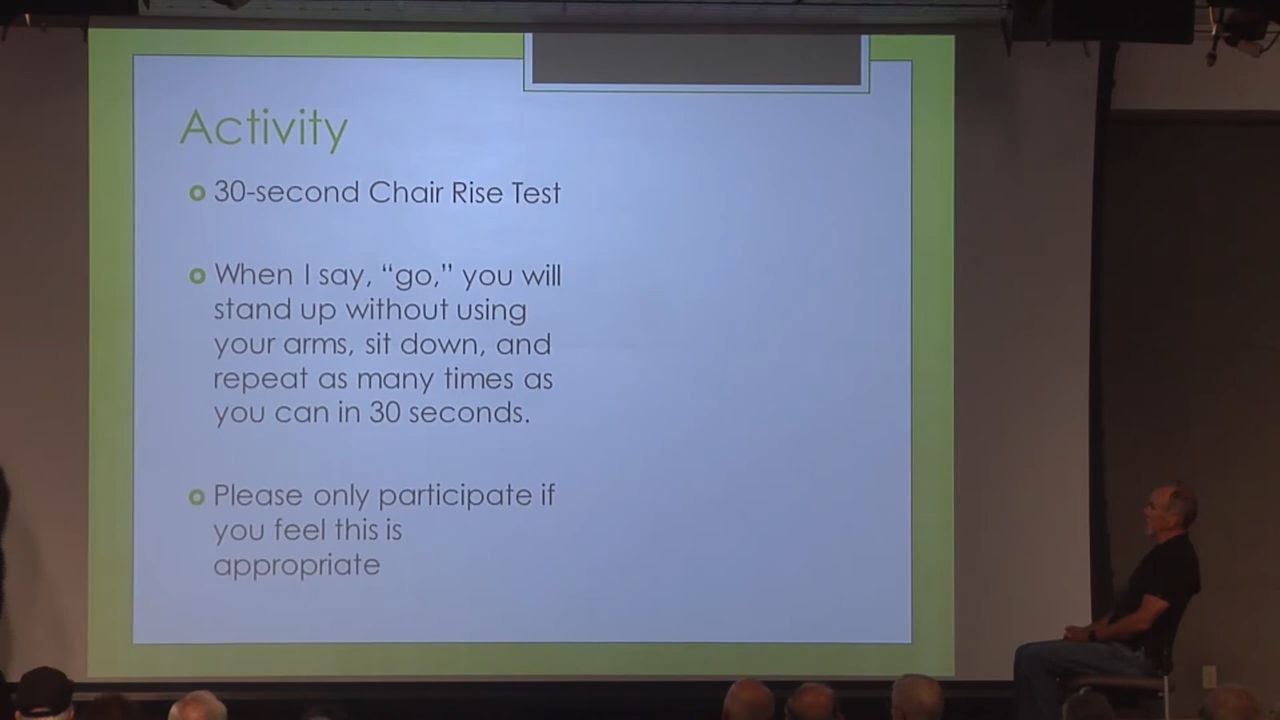 Activity
30-second Chair Rise Test
When I say, “go,” you will
stand up without using
your arms, sit down, and
repeat as many times as
you can in 30 seconds.
Please only participate if
you feel this is
appropriate